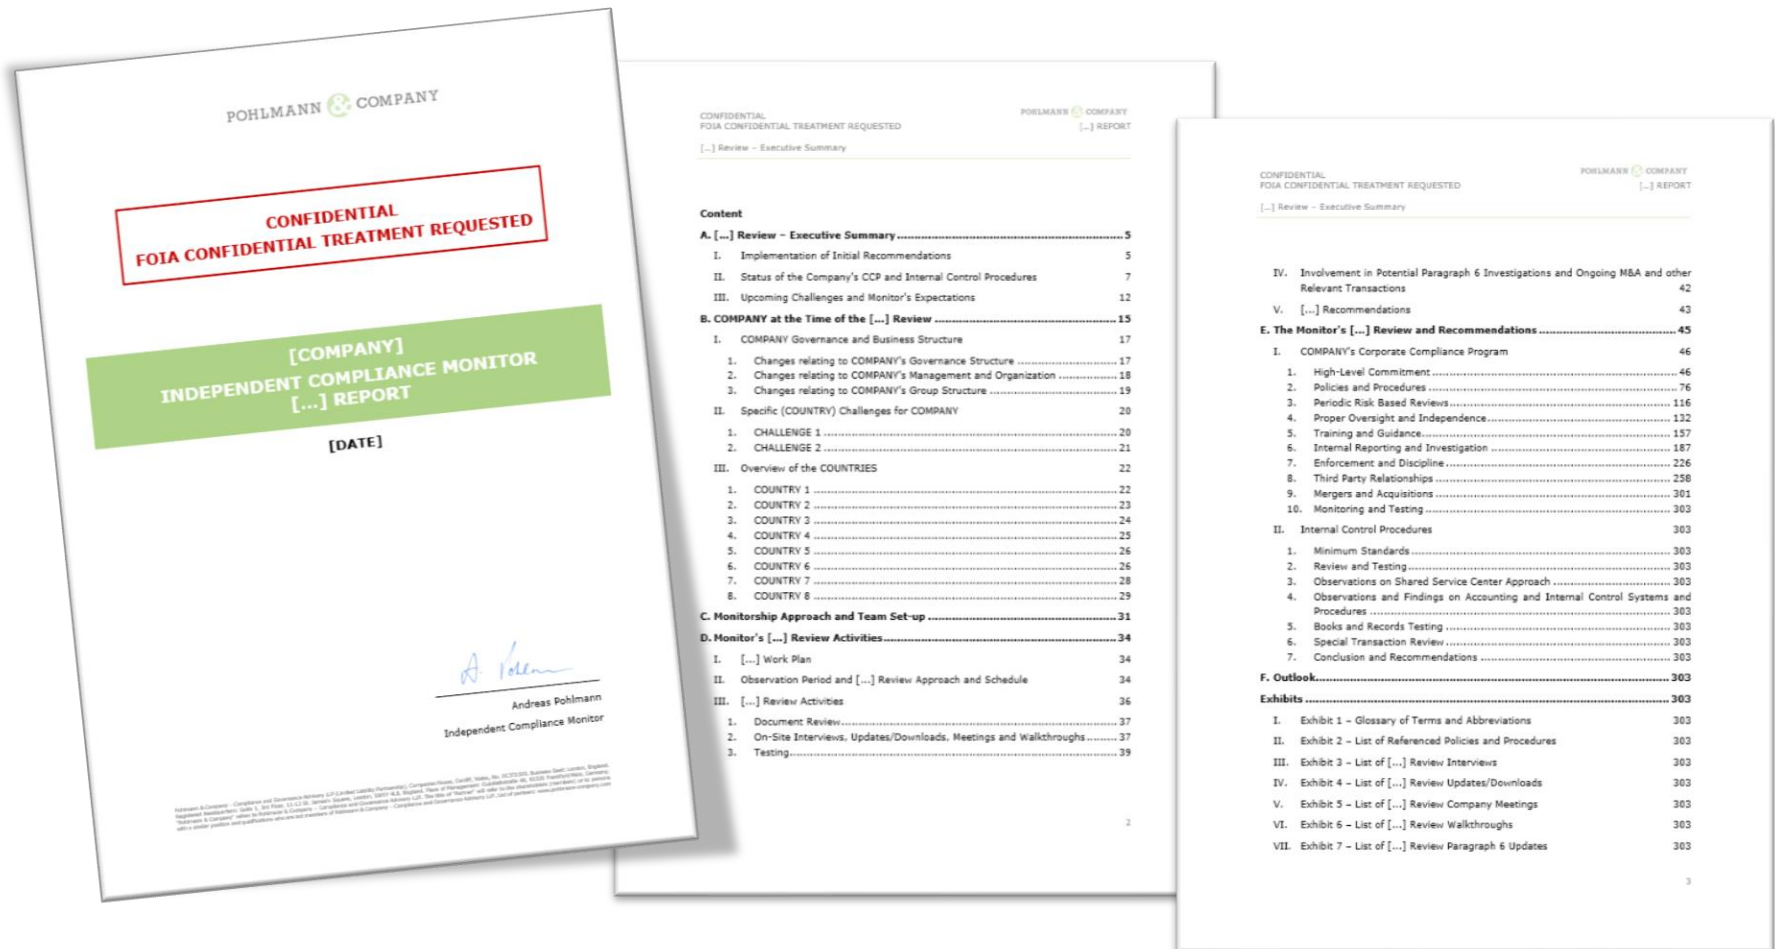 POHLMANN & COMPANY
CONFIDENTIAL
FOIA CONFIDENTIAL TREATMENT REQUESTED
[COMPANY]
INDEPENDENT COMPLIANCE MONITOR
[...] REPORT
[DATE]
Andreas Pohlmann
Independent Compliance Monitor
CONFIDENTIAL
FOIA CONFIDENTIAL TREATMENT REQUESTED
POHLMANN & COMPANY
[...] REPORT
[...] Review – Executive Summary
Content
A. [...] Review – Executive Summary 5
I. Implementation of Initial Recommendations 5
II. Status of the Company's CCP and Internal Control Procedures 7
III. Upcoming Challenges and Monitor's Expectations 12
B. COMPANY at the Time of the [...] Review 15
I. COMPANY Governance and Business Structure 17
1. Changes relating to COMPANY's Governance Structure 17
2. Changes relating to COMPANY's Management and Organization 18
3. Changes relating to COMPANY's Group Structure 19
II. Specific (COUNTRY) Challenges for COMPANY 20
1. CHALLENGE 1 20
2. CHALLENGE 2 21
III. Overview of the COUNTRIES 22
1. COUNTRY 1 22
2. COUNTRY 2 23
3. COUNTRY 3 24
4. COUNTRY 4 25
5. COUNTRY 5 26
6. COUNTRY 6 26
7. COUNTRY 7 28
8. COUNTRY 8 29
C. Monitorship Approach and Team Set-up 31
D. Monitor's [...] Review Activities 34
I. [...] Work Plan 34
II. Observation Period and [...] Review Approach and Schedule 34
III. [...] Review Activities 36
1. Document Review 37
2. On-Site Interviews, Updates/Downloads, Meetings and Walkthroughs 37
3. Testing 39
2
CONFIDENTIAL
FOIA CONFIDENTIAL TREATMENT REQUESTED
POHLMANN & COMPANY
[...] REPORT
[...] Review – Executive Summary
IV. Involvement in Potential Paragraph 6 Investigations and Ongoing M&A and other
Relevant Transactions 42
V. [...] Recommendations 43
E. The Monitor's [...] Review and Recommendations 45
I. COMPANY's Corporate Compliance Program 46
1. High-Level Commitment 46
2. Policies and Procedures 76
3. Periodic Risk Based Reviews 116
4. Proper Oversight and Independence 132
5. Training and Guidance 157
6. Internal Reporting and Investigation 187
7. Enforcement and Discipline 226
8. Third Party Relationships 258
9. Mergers and Acquisitions 301
10. Monitoring and Testing 303
II. Internal Control Procedures 303
1. Minimum Standards 303
2. Review and Testing 303
3. Observations on Shared Service Center Approach 303
4. Observations and Findings on Accounting and Internal Control Systems and
Procedures 303
5. Books and Records Testing 303
6. Special Transaction Review 303
7. Conclusion and Recommendations 303
F. Outlook 303
Exhibits 303
I. Exhibit 1 – Glossary of Terms and Abbreviations 303
II. Exhibit 2 – List of Referenced Policies and Procedures 303
III. Exhibit 3 – List of [...] Review Interviews 303
IV. Exhibit 4 – List of [...] Review Updates/Downloads 303
V. Exhibit 5 – List of [...] Review Company Meetings 303
VI. Exhibit 6 – List of [...] Review Walkthroughs 303
VII. Exhibit 7 – List of [...] Review Paragraph 6 Updates 303
3